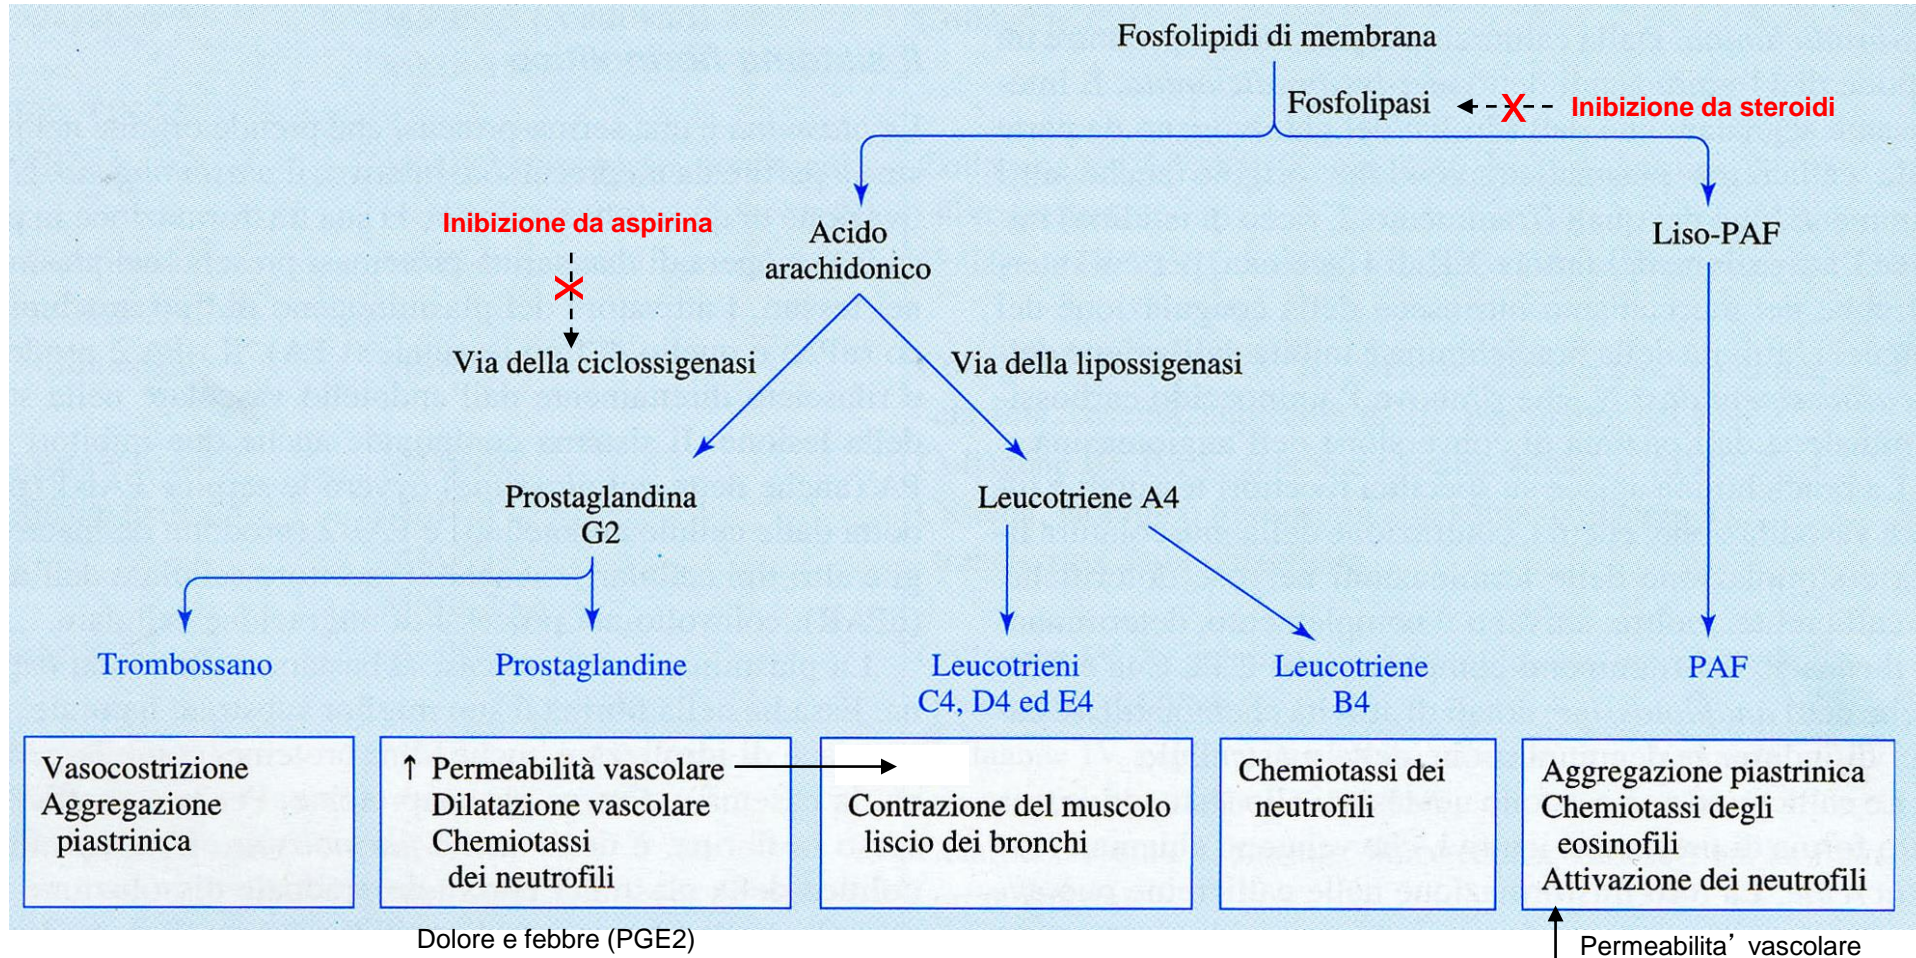 Fosfolipidi di membrana
Fosfolipasi
X
Inibizione da steroidi
Inibizione da aspirina
X
Acido
arachidonico
Liso-PAF
Via della ciclossigenasi
Via della lipossigenasi
Prostaglandina
G2
Leucotriene A4
Trombossano
Prostaglandine
Leucotrieni
C4, D4 ed E4
Leucotriene
B4
PAF
Vasocostrizione
Aggregazione
piastrinica
↑ Permeabilità vascolare
Dilatazione vascolare
Chemiotassi
dei neutrofili
Contrazione del muscolo
liscio dei bronchi
Chemiotassi dei
neutrofili
Aggregazione piastrinica
Chemiotassi degli
eosinofili
Attivazione dei neutrofili
Dolore e febbre (PGE2)
Permeabilita’ vascolare